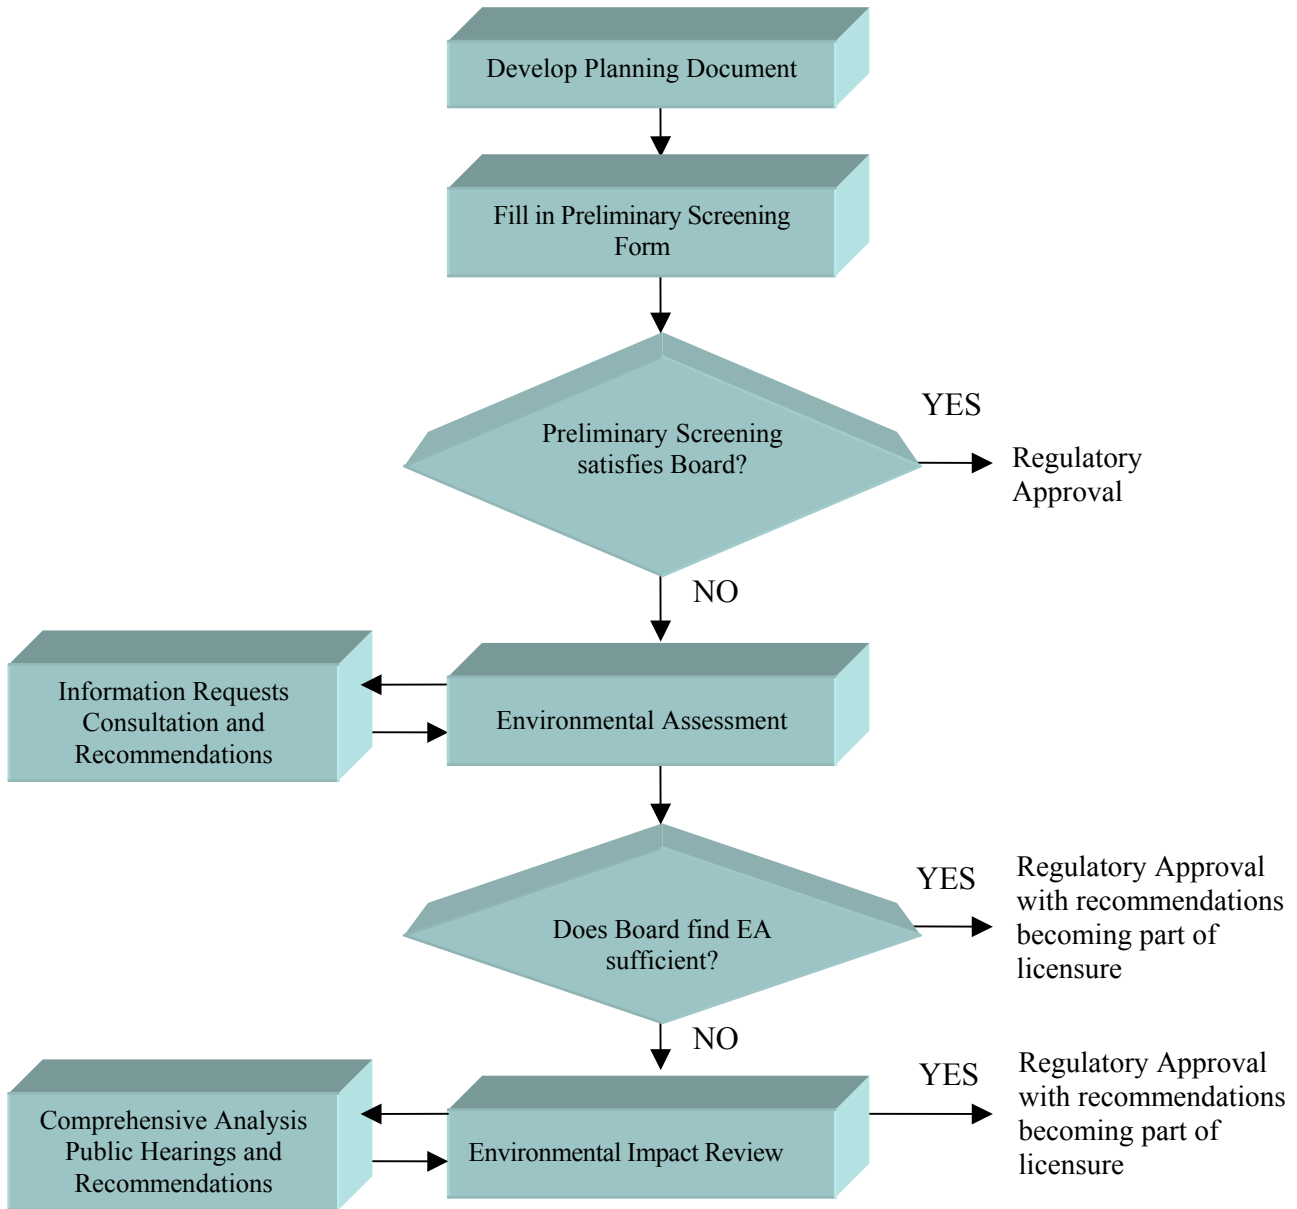 Develop Planning Document
Fill in Preliminary Screening
Form
Preliminary Screening
satisfies Board?
YES
Regulatory
Approval
NO
Information Requests
Consultation and
Recommendations
Environmental Assessment
Does Board find EA
sufficient?
YES
Regulatory Approval
with recommendations
becoming part of
licensure
NO
Comprehensive Analysis
Public Hearings and
Recommendations
Environmental Impact Review
YES
Regulatory Approval
with recommendations
becoming part of
licensure